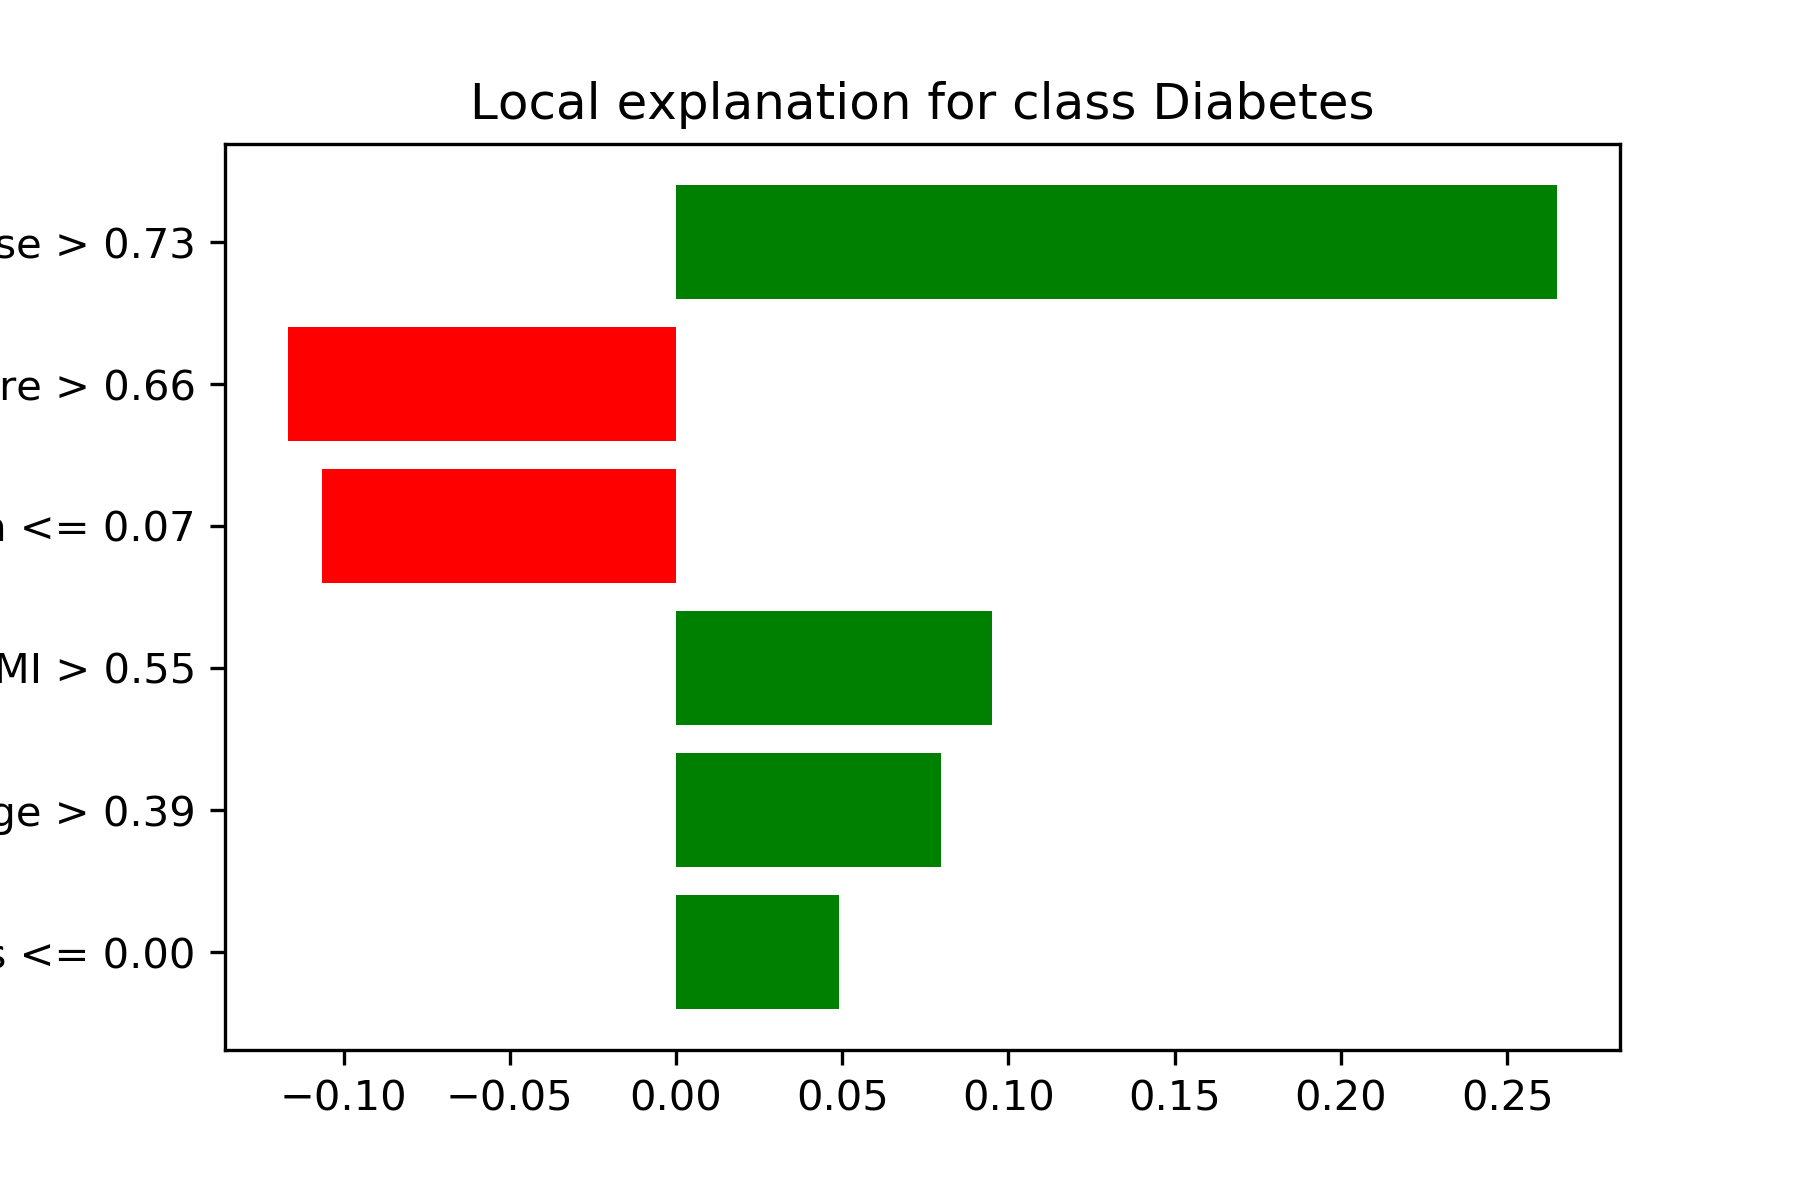 Local explanation for class Diabetes
se > 0.73
re > 0.66
<= 0.07
MI > 0.55
ge > 0.39
s <= 0.00
−0.10 −0.05 0.00 0.05 0.10 0.15 0.20 0.25